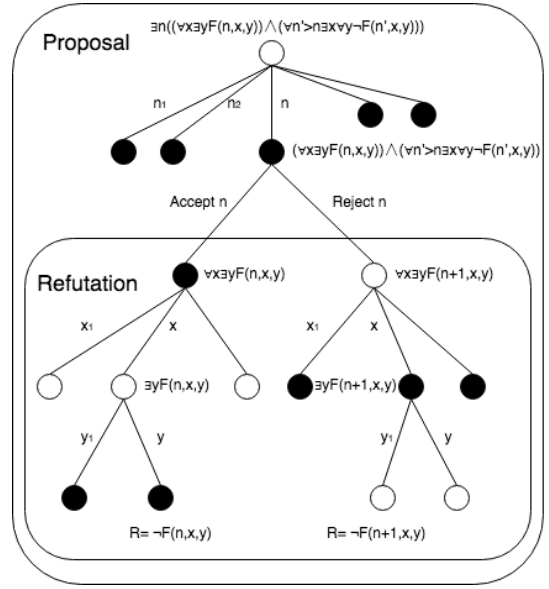 ∃n((∀x∃yF(n,x,y))∧(∀n'>n∃x∀y¬F(n',x,y)))
Proposal
n₁ n₂ n
(∀x∃yF(n,x,y))∧(∀n'>n∃x∀y¬F(n',x,y))
Accept n Reject n
Refutation
∀x∃yF(n,x,y) ∀x∃yF(n+1,x,y)
x₁ x x₁ x
∃yF(n,x,y) ∃yF(n+1,x,y)
y₁ y y₁ y
R= ¬F(n,x,y) R= ¬F(n+1,x,y)